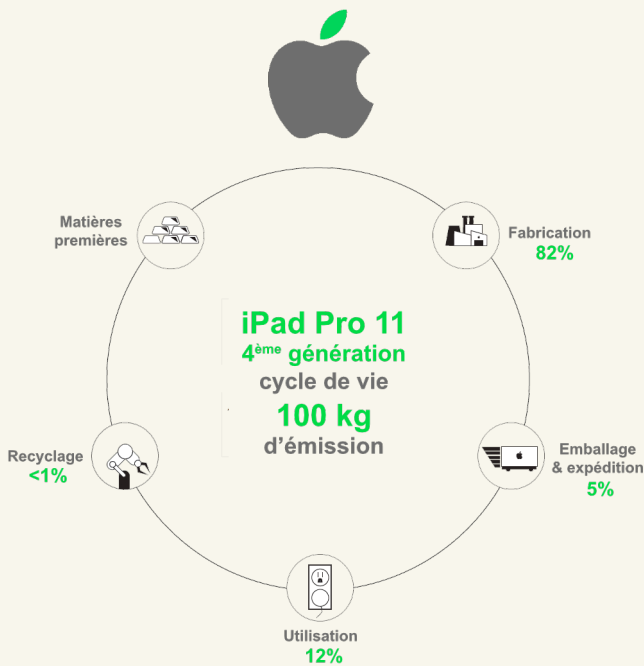 Matières
premières
Fabrication
82%
iPad Pro 11
4ème génération
cycle de vie
100 kg
d'émission
Recyclage
<1%
Emballage
& expédition
5%
Utilisation
12%